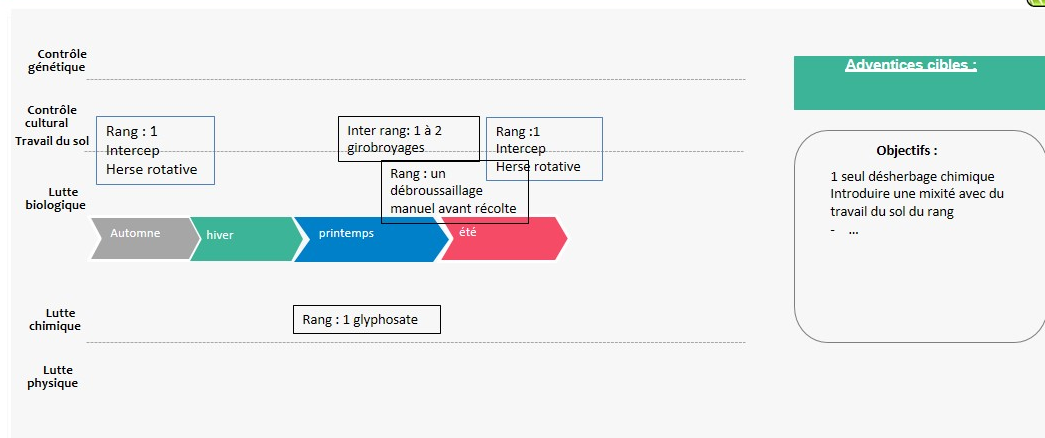 Contrôle
génétique
Contrôle
cultural
Travail du sol
Lutte
biologique
Rang : 1
Intercep
Herse rotative
Inter rang: 1 à 2
girobroyages
Rang :1
Intercep
Herse rotative
Rang : un
débroussaillage
manuel avant récolte
Automne
hiver
printemps
été
Lutte
chimique
Rang : 1 glyphosate
Lutte
physique
Adventices cibles :
Objectifs :
1 seul désherbage chimique
Introduire une mixité avec du
travail du sol du rang
- ...